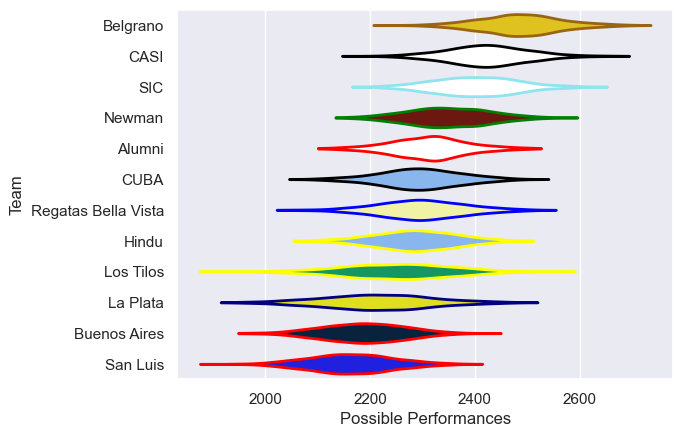 Belgrano
CASI
SIC
Newman
Alumni
CUBA
Regatas Bella Vista
Hindu
Los Tilos
La Plata
Buenos Aires
San Luis
Team
2000 2200 2400 2600
Possible Performances